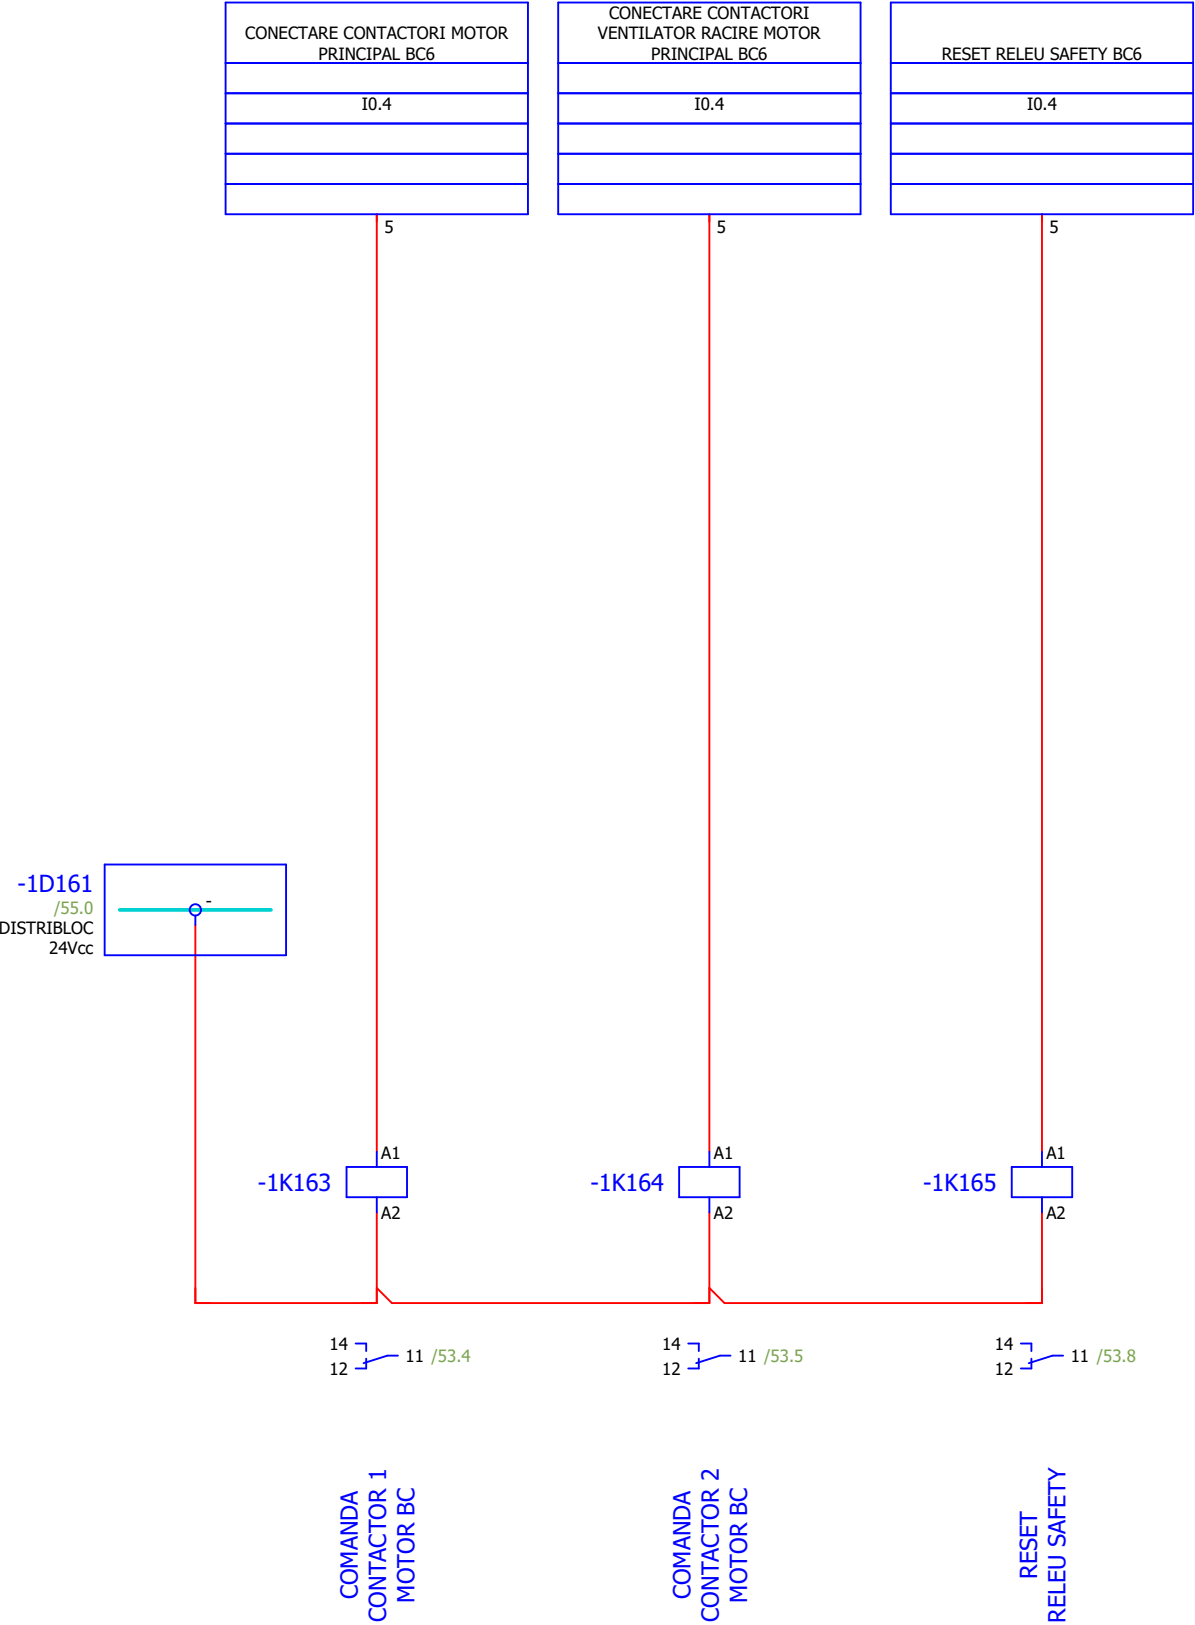 CONECTARE CONTACTORI MOTOR
PRINCIPAL BC6
I0.4
5
CONECTARE CONTACTORI
VENTILATOR RACIRE MOTOR
PRINCIPAL BC6
I0.4
5
RESET RELEU SAFETY BC6
I0.4
5
-1D161
/55.0
DISTRIBLOC
24Vcc
-
-1K163
A1
A2
-1K164
A1
A2
-1K165
A1
A2
14
12
11 /53.4
14
12
11 /53.5
14
12
11 /53.8
COMANDA
CONTACTOR 1
MOTOR BC
COMANDA
CONTACTOR 2
MOTOR BC
RESET
RELEU SAFETY